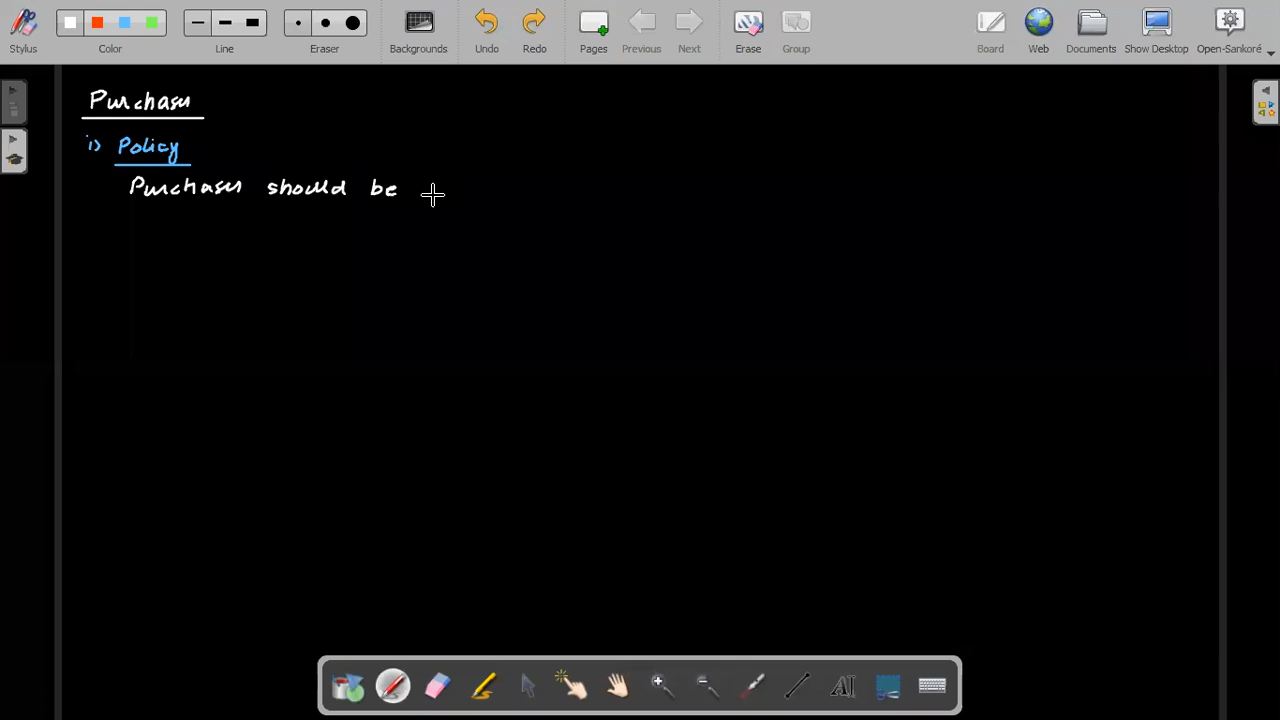 Stylus Color Line Eraser Backgrounds Undo Redo Pages Previous Next Erase Group Board Web Documents Show Desktop Open-Sankoré
Purchases
i) Policy
Purchases should be
AI